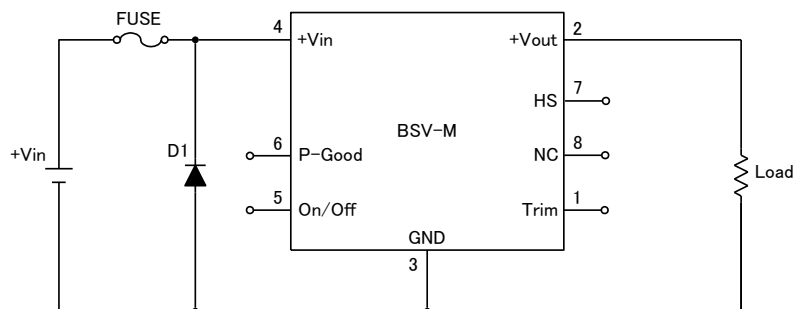 FUSE
4
+Vin
+Vout
2
HS
7
BSV-M
+Vin
D1
6
P-Good
NC
8
Load
5
On/Off
Trim
1
GND
3